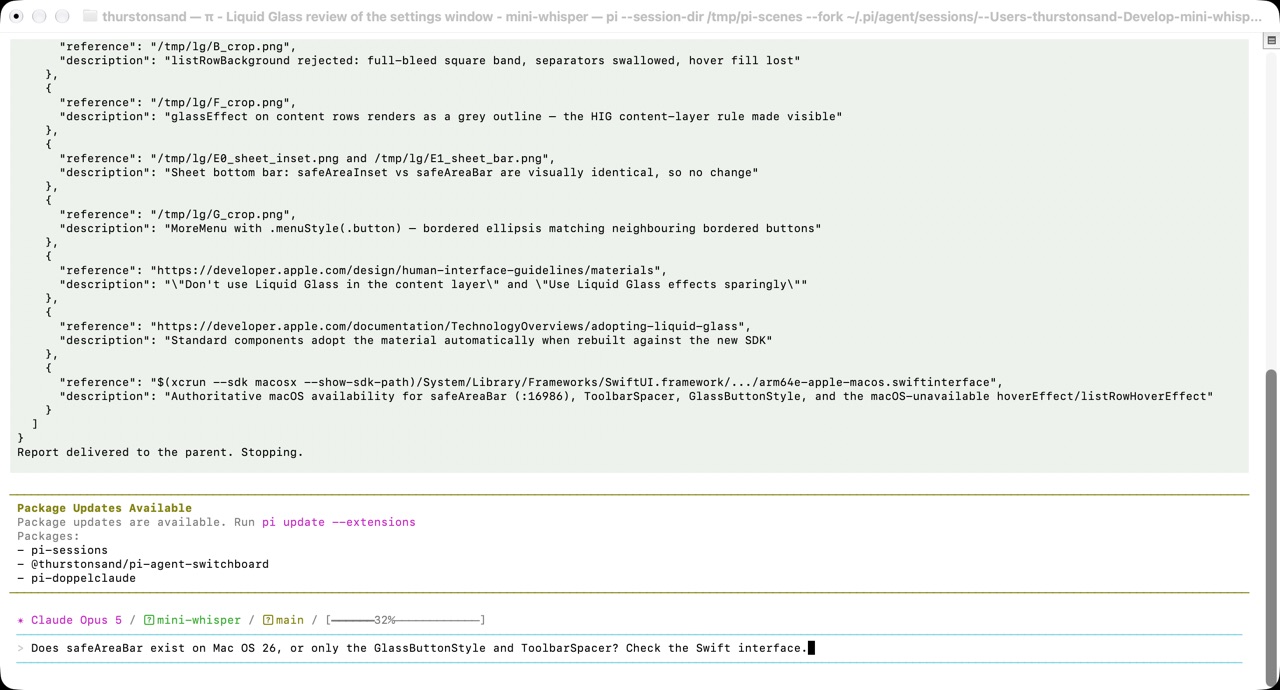 thurstonsand — π - Liquid Glass review of the settings window - mini-whisper — pi --session-dir /tmp/pi-scenes --fork ~/.pi/agent/sessions/--Users-thurstonsand-Develop-mini-whisp...
"reference": "/tmp/lg/B_crop.png",
"description": "listRowBackground rejected: full-bleed square band, separators swallowed, hover fill lost"
},
{
"reference": "/tmp/lg/F_crop.png",
"description": "glassEffect on content rows renders as a grey outline — the HIG content-layer rule made visible"
},
{
"reference": "/tmp/lg/E0_sheet_inset.png and /tmp/lg/E1_sheet_bar.png",
"description": "Sheet bottom bar: safeAreaInset vs safeAreaBar are visually identical, so no change"
},
{
"reference": "/tmp/lg/G_crop.png",
"description": "MoreMenu with .menuStyle(.button) — bordered ellipsis matching neighbouring bordered buttons"
},
{
"reference": "https://developer.apple.com/design/human-interface-guidelines/materials",
"description": "\"Don't use Liquid Glass in the content layer\" and \"Use Liquid Glass effects sparingly\""
},
{
"reference": "https://developer.apple.com/documentation/TechnologyOverviews/adopting-liquid-glass",
"description": "Standard components adopt the material automatically when rebuilt against the new SDK"
},
{
"reference": "$(xcrun --sdk macosx --show-sdk-path)/System/Library/Frameworks/SwiftUI.framework/.../arm64e-apple-macos.swiftinterface",
"description": "Authoritative macOS availability for safeAreaBar (:16986), ToolbarSpacer, GlassButtonStyle, and the macOS-unavailable hoverEffect/listRowHoverEffect"
}
]
}
Report delivered to the parent. Stopping.
Package Updates Available
Package updates are available. Run pi update --extensions
Packages:
- pi-sessions
- @thurstonsand/pi-agent-switchboard
- pi-doppelclaude
✶ Claude Opus 5 / [?]mini-whisper / [?]main / [━━━━━━32%────────────]
> Does safeAreaBar exist on Mac OS 26, or only the GlassButtonStyle and ToolbarSpacer? Check the Swift interface.